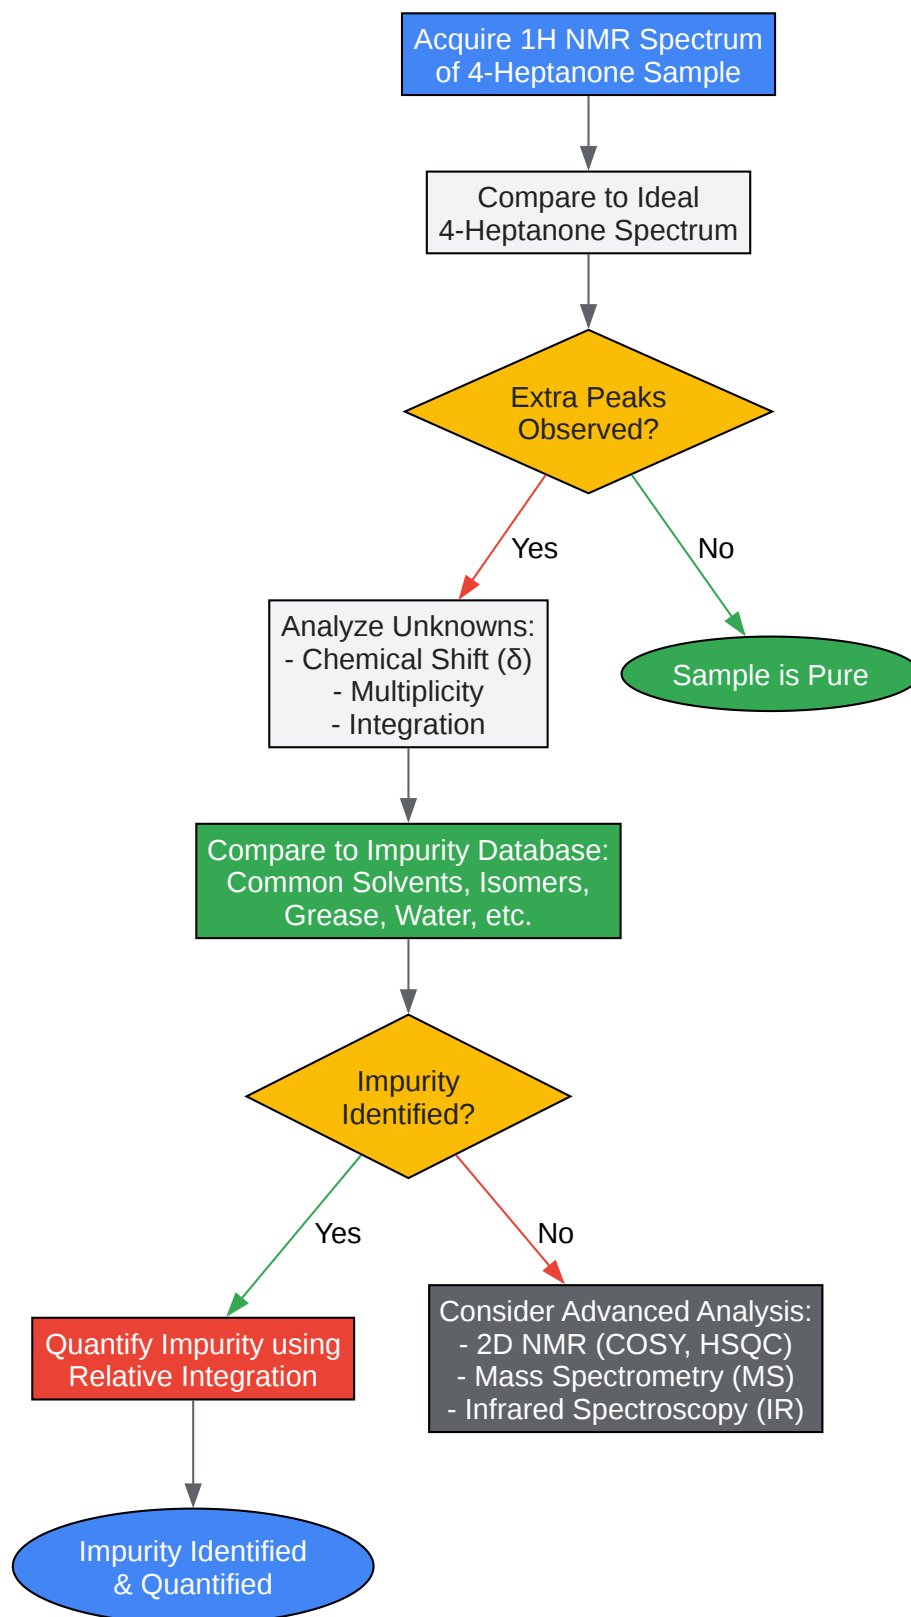 Acquire 1H NMR Spectrum
of 4-Heptanone Sample
Compare to Ideal
4-Heptanone Spectrum
Extra Peaks
Observed?
Yes
No
Analyze Unknowns:
- Chemical Shift (δ)
- Multiplicity
- Integration
Sample is Pure
Compare to Impurity Database:
Common Solvents, Isomers,
Grease, Water, etc.
Impurity
Identified?
Yes
No
Quantify Impurity using
Relative Integration
Consider Advanced Analysis:
- 2D NMR (COSY, HSQC)
- Mass Spectrometry (MS)
- Infrared Spectroscopy (IR)
Impurity Identified
& Quantified